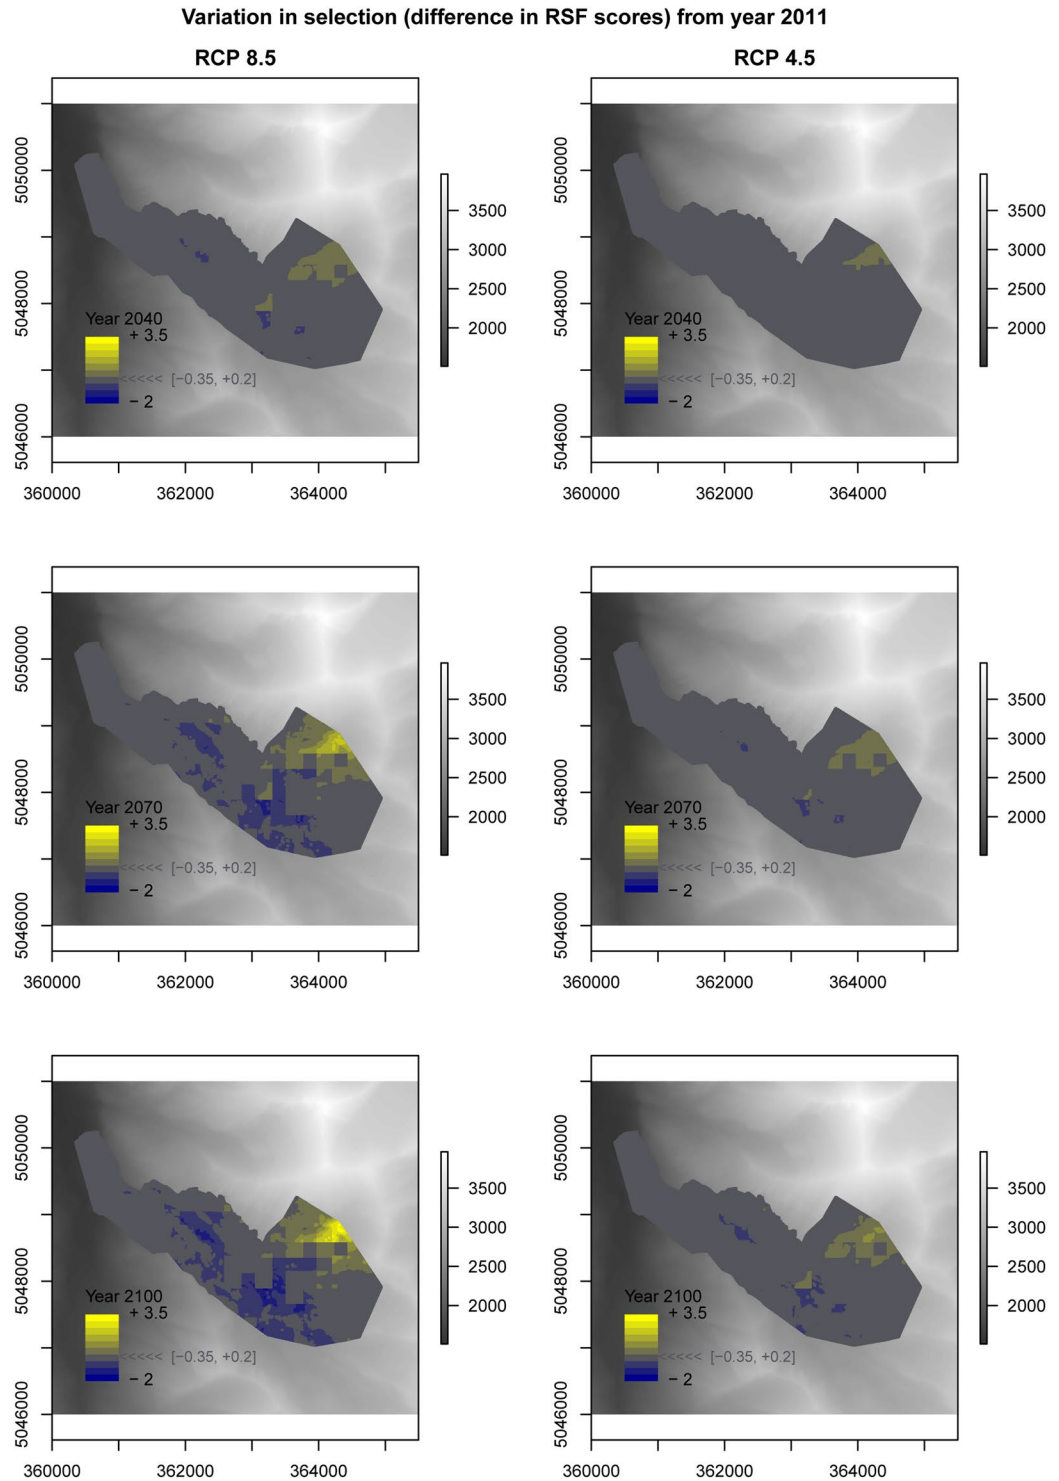 Variation in selection (difference in RSF scores) from year 2011
RCP 8.5
RCP 4.5
5050000
5048000
5046000
Year 2040
+ 3.5
<<<<< [−0.35, +0.2]
− 2
360000 362000 364000
3500
3000
2500
2000
5050000
5048000
5046000
Year 2040
+ 3.5
<<<<< [−0.35, +0.2]
− 2
360000 362000 364000
3500
3000
2500
2000
5050000
5048000
5046000
Year 2070
+ 3.5
<<<<< [−0.35, +0.2]
− 2
360000 362000 364000
3500
3000
2500
2000
5050000
5048000
5046000
Year 2070
+ 3.5
<<<<< [−0.35, +0.2]
− 2
360000 362000 364000
3500
3000
2500
2000
5050000
5048000
5046000
Year 2100
+ 3.5
<<<<< [−0.35, +0.2]
− 2
360000 362000 364000
3500
3000
2500
2000
5050000
5048000
5046000
Year 2100
+ 3.5
<<<<< [−0.35, +0.2]
− 2
360000 362000 364000
3500
3000
2500
2000